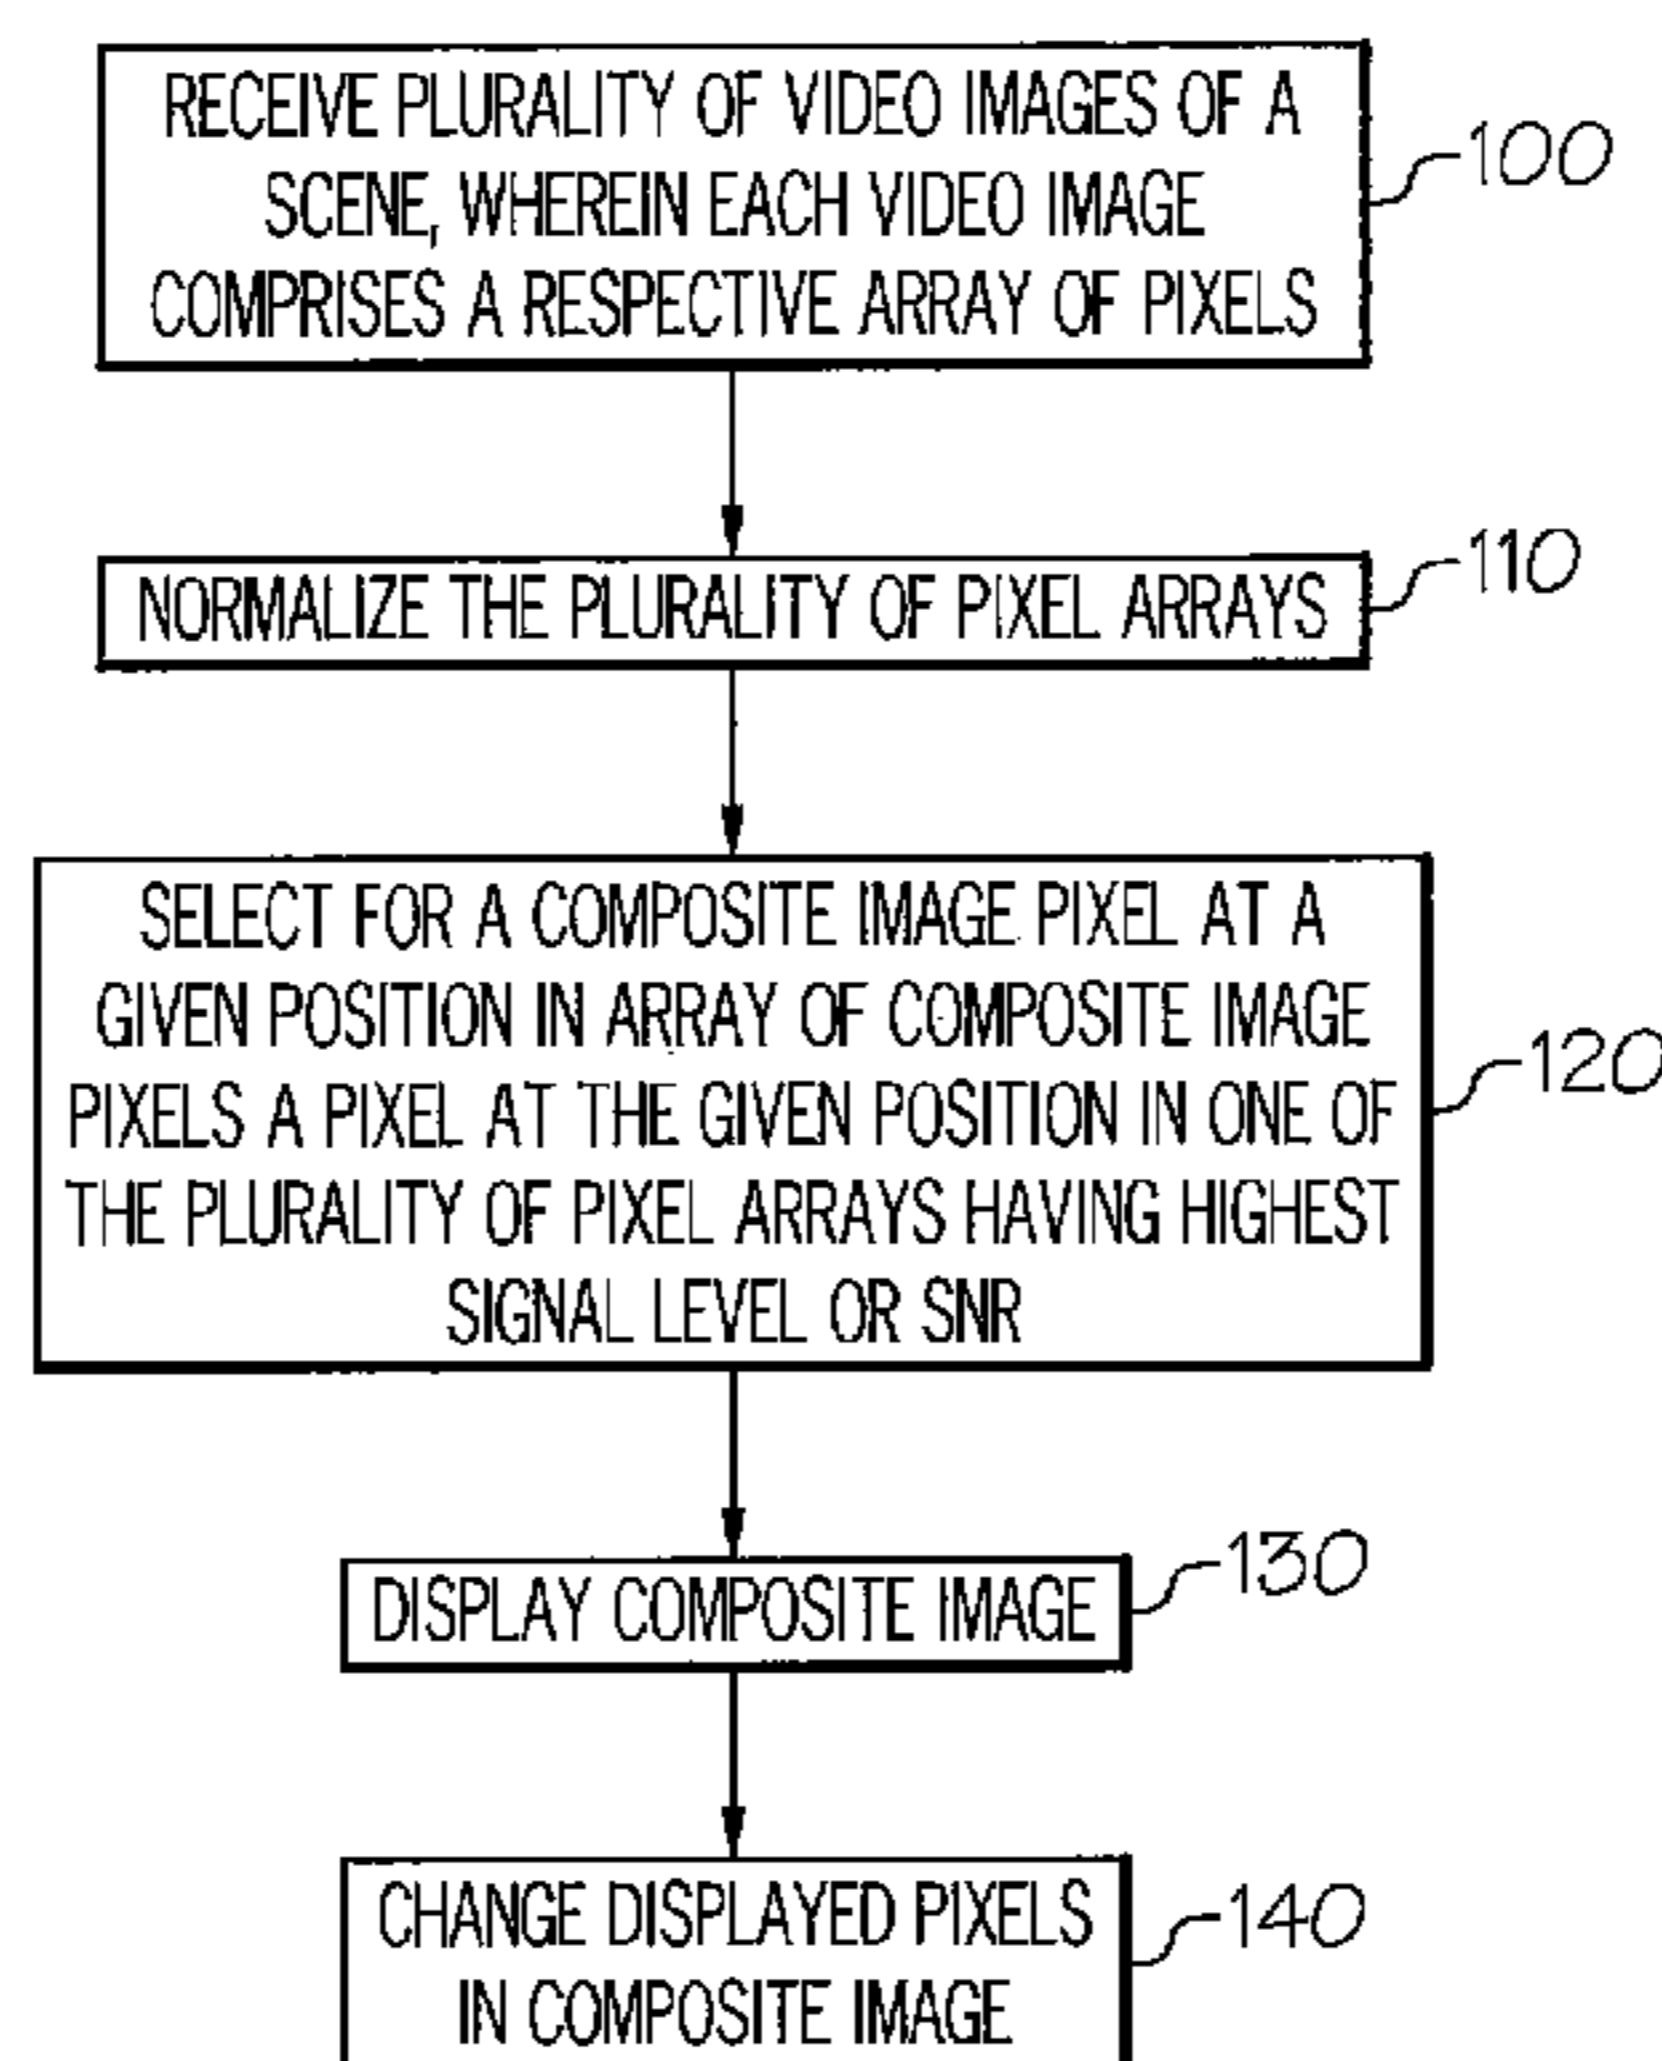 RECEIVE PLURALITY OF VIDEO IMAGES OF A
SCENE, WHEREIN EACH VIDEO IMAGE
COMPRISES A RESPECTIVE ARRAY OF PIXELS
100
NORMALIZE THE PLURALITY OF PIXEL ARRAYS
110
SELECT FOR A COMPOSITE IMAGE PIXEL AT A
GIVEN POSITION IN ARRAY OF COMPOSITE IMAGE
PIXELS A PIXEL AT THE GIVEN POSITION IN ONE OF
THE PLURALITY OF PIXEL ARRAYS HAVING HIGHEST
SIGNAL LEVEL OR SNR
120
DISPLAY COMPOSITE IMAGE
130
CHANGE DISPLAYED PIXELS
IN COMPOSITE IMAGE
140